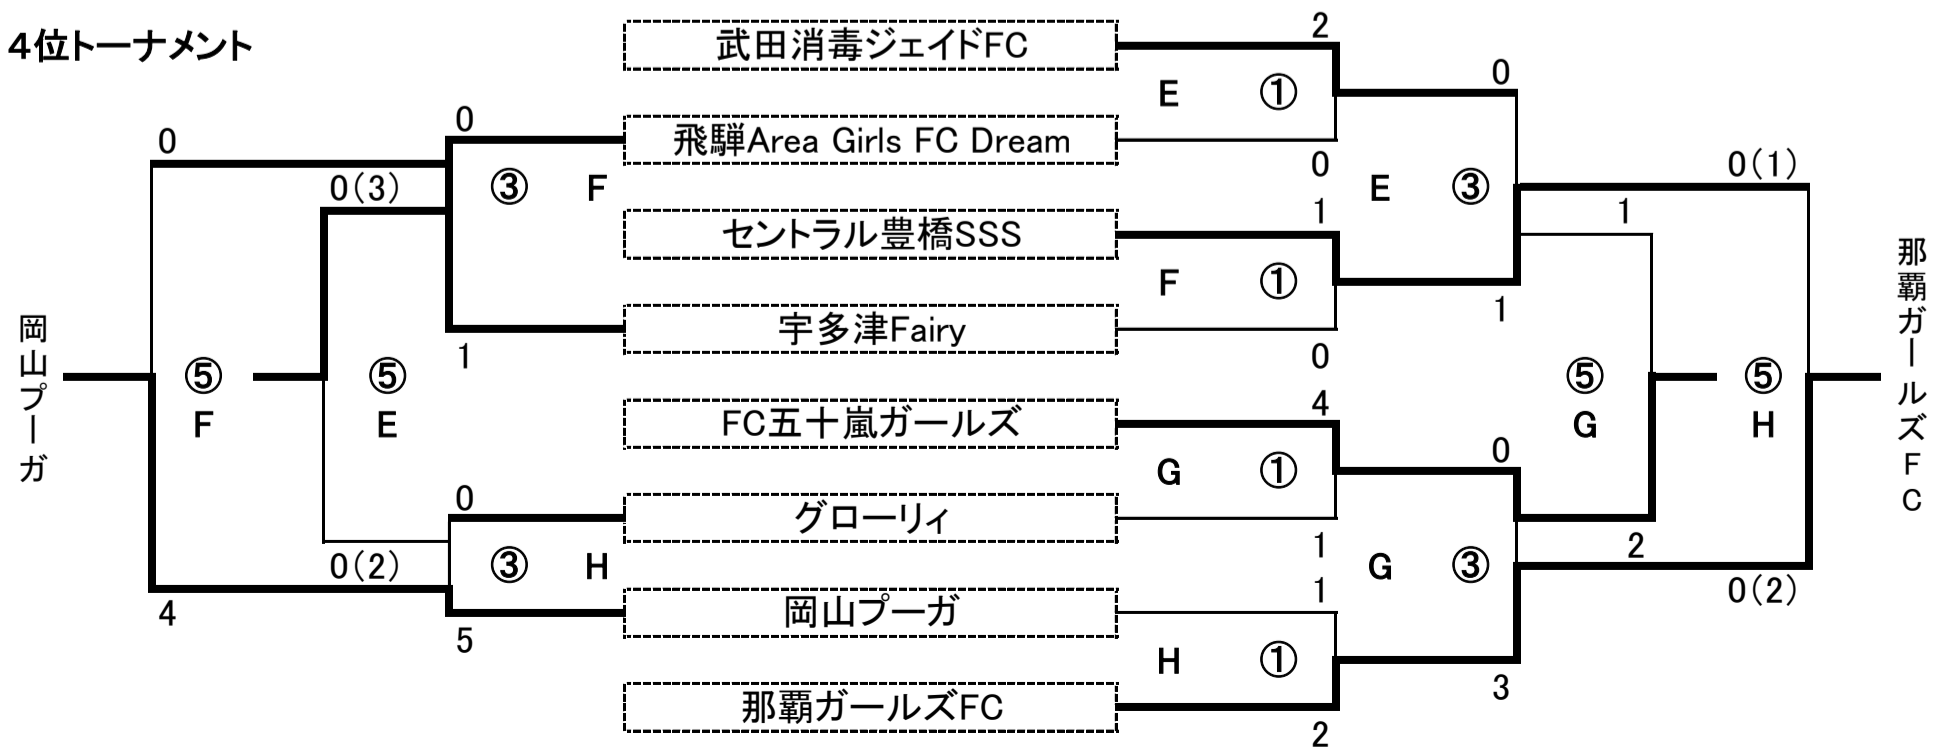 4位トーナメント
武田消毒ジェイドFC
飛騨Area Girls FC Dream
セントラル豊橋SSS
宇多津Fairy
FC五十嵐ガールズ
グローリィ
岡山プーガ
那覇ガールズFC
岡山プーガ
0
4
⑤
F
0(3)
0(2)
⑤
E
0
③ F
1
0
③ H
5
2
E ①
0
1
F ①
0
4
G ①
1
1
H ①
2
0
E ③
1
0
G ③
3
1
⑤
G
2
0(1)
⑤
H
0(2)
那覇ガールズFC